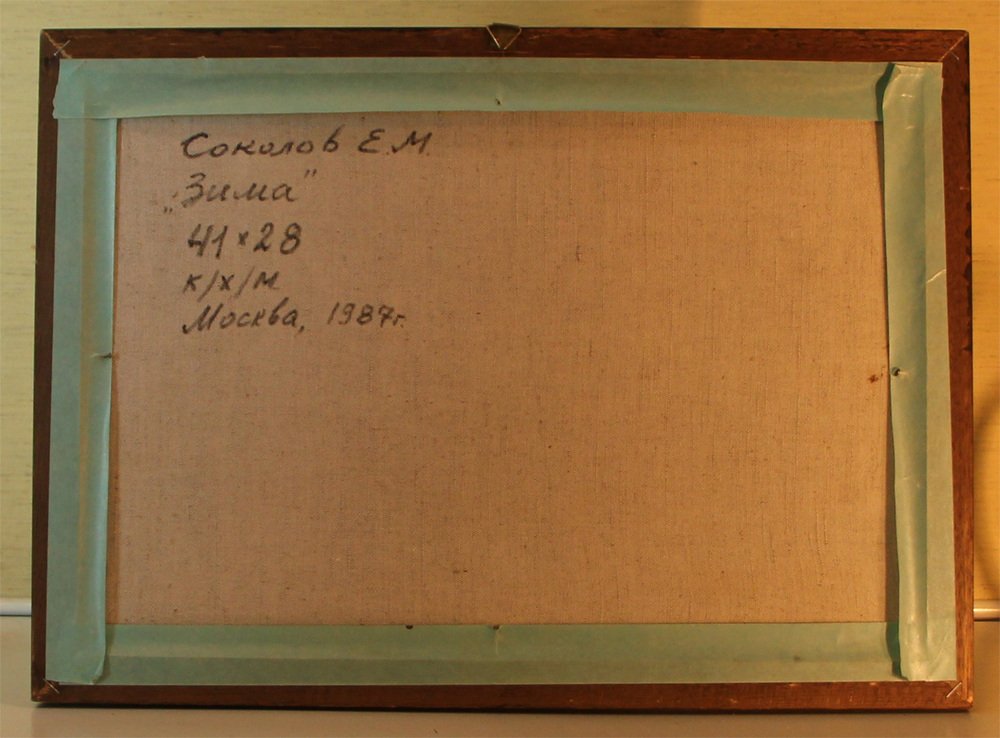 Соколов Е.М.
„Зима"
41×28
к/х/м
Москва, 1987г.